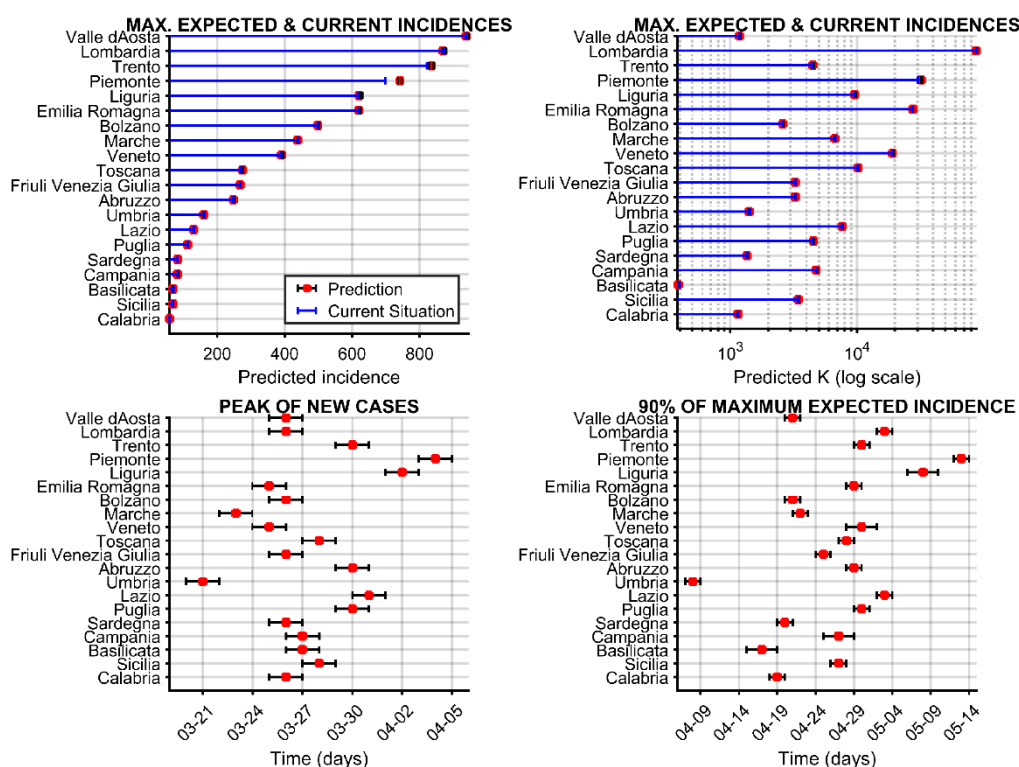 MAX. EXPECTED & CURRENT INCIDENCES
Valle dAosta
Lombardia
Trento
Piemonte
Liguria
Emilia Romagna
Bolzano
Marche
Veneto
Toscana
Friuli Venezia Giulia
Abruzzo
Umbria
Lazio
Puglia
Sardegna
Campania
Basilicata
Sicilia
Calabria
Prediction
Current Situation
200 400 600 800
Predicted incidence
MAX. EXPECTED & CURRENT INCIDENCES
Valle dAosta
Lombardia
Trento
Piemonte
Liguria
Emilia Romagna
Bolzano
Marche
Veneto
Toscana
Friuli Venezia Giulia
Abruzzo
Umbria
Lazio
Puglia
Sardegna
Campania
Basilicata
Sicilia
Calabria
10³ 10⁴
Predicted K (log scale)
PEAK OF NEW CASES
Valle dAosta
Lombardia
Trento
Piemonte
Liguria
Emilia Romagna
Bolzano
Marche
Veneto
Toscana
Friuli Venezia Giulia
Abruzzo
Umbria
Lazio
Puglia
Sardegna
Campania
Basilicata
Sicilia
Calabria
03-21 03-24 03-27 03-30 04-02 04-05
Time (days)
90% OF MAXIMUM EXPECTED INCIDENCE
Valle dAosta
Lombardia
Trento
Piemonte
Liguria
Emilia Romagna
Bolzano
Marche
Veneto
Toscana
Friuli Venezia Giulia
Abruzzo
Umbria
Lazio
Puglia
Sardegna
Campania
Basilicata
Sicilia
Calabria
04-09 04-14 04-19 04-24 04-29 05-04 05-09 05-14
Time (days)